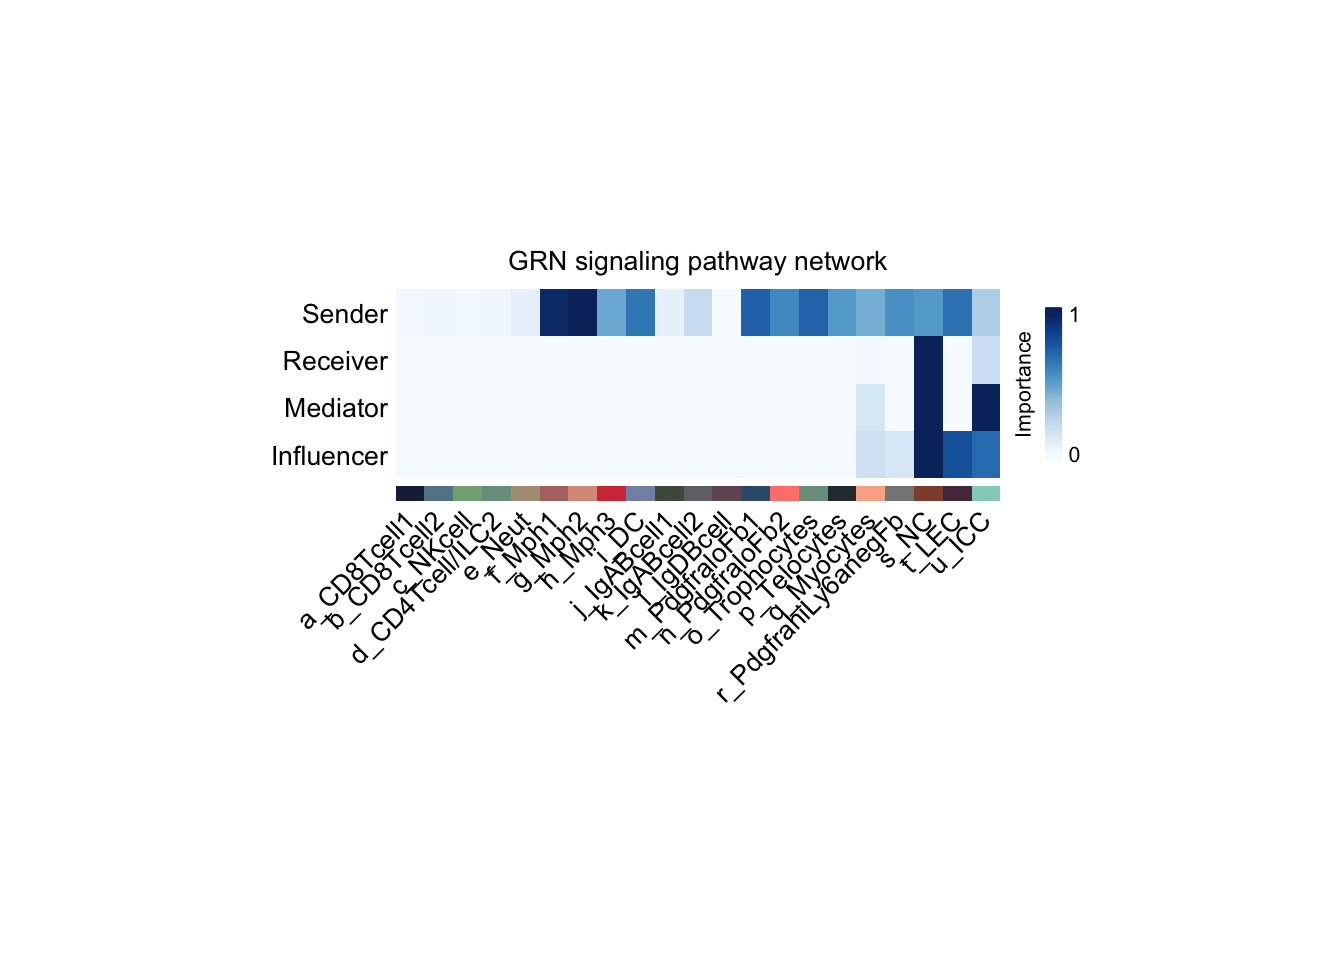 GRN signaling pathway network
Sender
Receiver
Mediator
Influencer
1
0
Importance
a_CD8Tcell1
b_CD8Tcell2
c_NKcell
d_CD4Tcell/ILC2
e_Neut
f_Mph1
g_Mph2
h_Mph3
i_DC
j_IgABcell1
k_IgABcell2
l_IgDBcell
m_PdgfraloFb1
n_PdgfraloFb2
o_Trophocytes
p_Telocytes
q_Myocytes
r_PdgfrahiLy6anegFb
s_NC
t_LEC
u_ICC